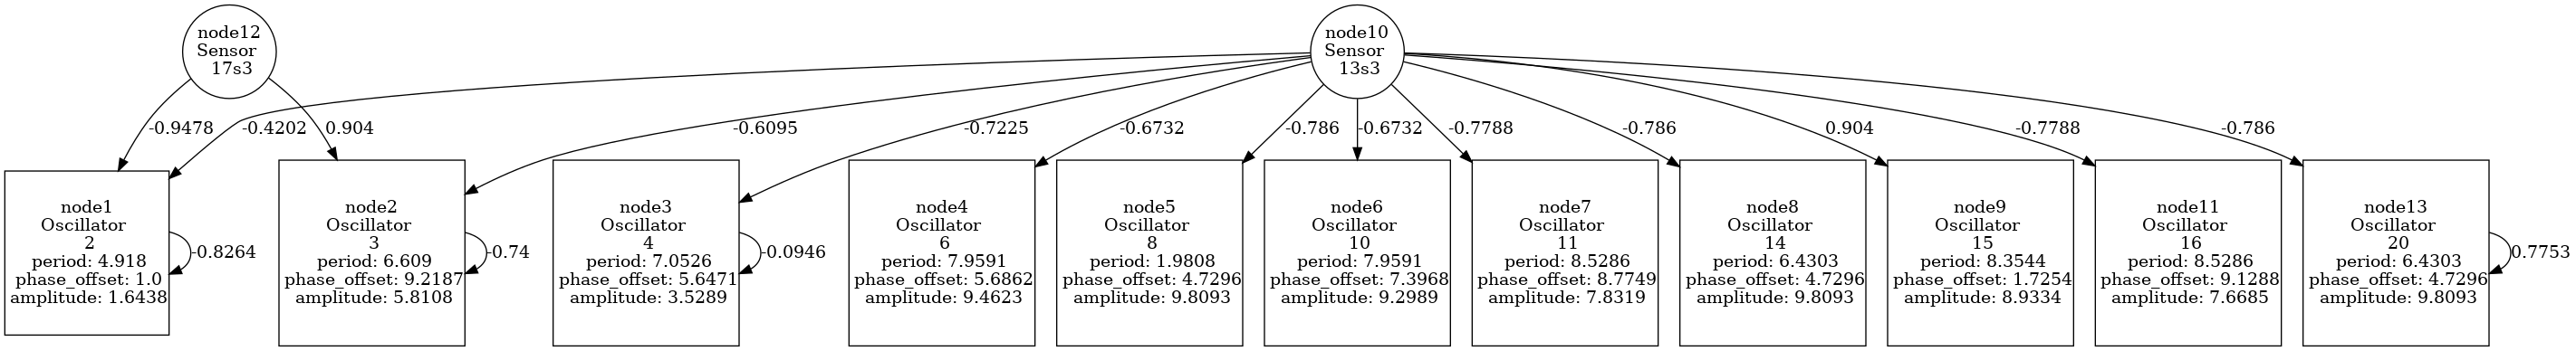 node12
Sensor
17s3
node10
Sensor
13s3
-0.9478
-0.4202
0.904
-0.6095
-0.7225
-0.6732
-0.786
-0.6732
-0.7788
-0.786
0.904
-0.7788
-0.786
node1
Oscillator
2
period: 4.918
phase_offset: 1.0
amplitude: 1.6438
-0.8264
node2
Oscillator
3
period: 6.609
phase_offset: 9.2187
amplitude: 5.8108
-0.74
node3
Oscillator
4
period: 7.0526
phase_offset: 5.6471
amplitude: 3.5289
-0.0946
node4
Oscillator
6
period: 7.9591
phase_offset: 5.6862
amplitude: 9.4623
node5
Oscillator
8
period: 1.9808
phase_offset: 4.7296
amplitude: 9.8093
node6
Oscillator
10
period: 7.9591
phase_offset: 7.3968
amplitude: 9.2989
node7
Oscillator
11
period: 8.5286
phase_offset: 8.7749
amplitude: 7.8319
node8
Oscillator
14
period: 6.4303
phase_offset: 4.7296
amplitude: 9.8093
node9
Oscillator
15
period: 8.3544
phase_offset: 1.7254
amplitude: 8.9334
node11
Oscillator
16
period: 8.5286
phase_offset: 9.1288
amplitude: 7.6685
node13
Oscillator
20
period: 6.4303
phase_offset: 4.7296
amplitude: 9.8093
0.7753